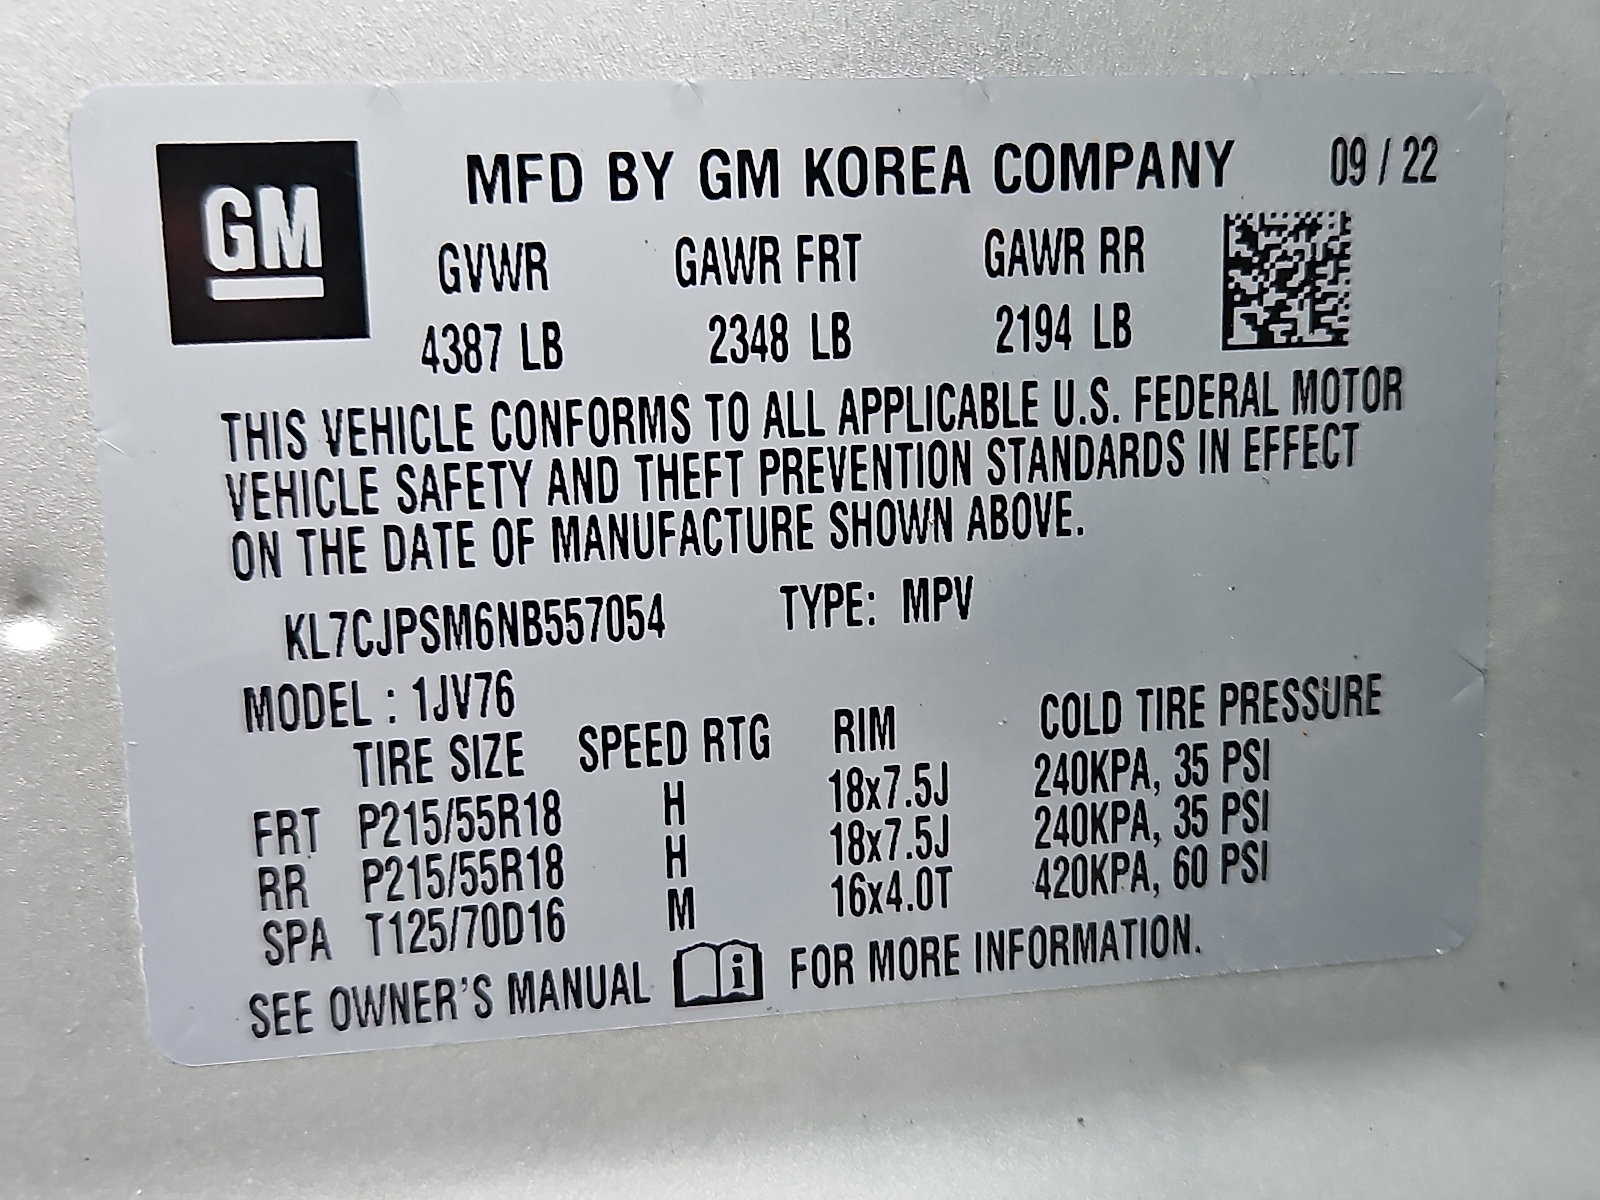 GM
MFD BY GM KOREA COMPANY 09 / 22
GVWR GAWR FRT GAWR RR
4387 LB 2348 LB 2194 LB
THIS VEHICLE CONFORMS TO ALL APPLICABLE U.S. FEDERAL MOTOR
VEHICLE SAFETY AND THEFT PREVENTION STANDARDS IN EFFECT
ON THE DATE OF MANUFACTURE SHOWN ABOVE.
KL7CJPSM6NB557054 TYPE: MPV
MODEL : 1JV76
TIRE SIZE SPEED RTG RIM COLD TIRE PRESSURE
FRT P215/55R18 H 18x7.5J 240KPA, 35 PSI
RR P215/55R18 H 18x7.5J 240KPA, 35 PSI
SPA T125/70D16 M 16x4.0T 420KPA, 60 PSI
SEE OWNER'S MANUAL i FOR MORE INFORMATION.